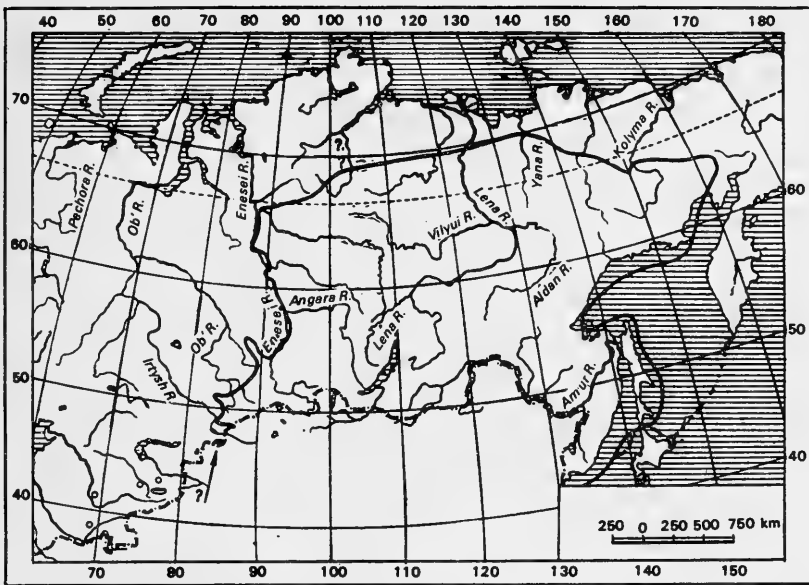 40 50 60 70 80 90 100 110 120 130 140 150 160 170 180
70
?
Pechora R.
Ob' R.
Enesei R.
Lena R.
Yana R.
Kolyma R.
60
60
Vilyui R.
Angara R.
Aldan R.
Ob' R.
Enesei R.
Lena R.
Irtysh R.
Amur R.
50
50
40
40
?
250 0 250 500 750 km
70 80 90 100 110 120 130 140 150